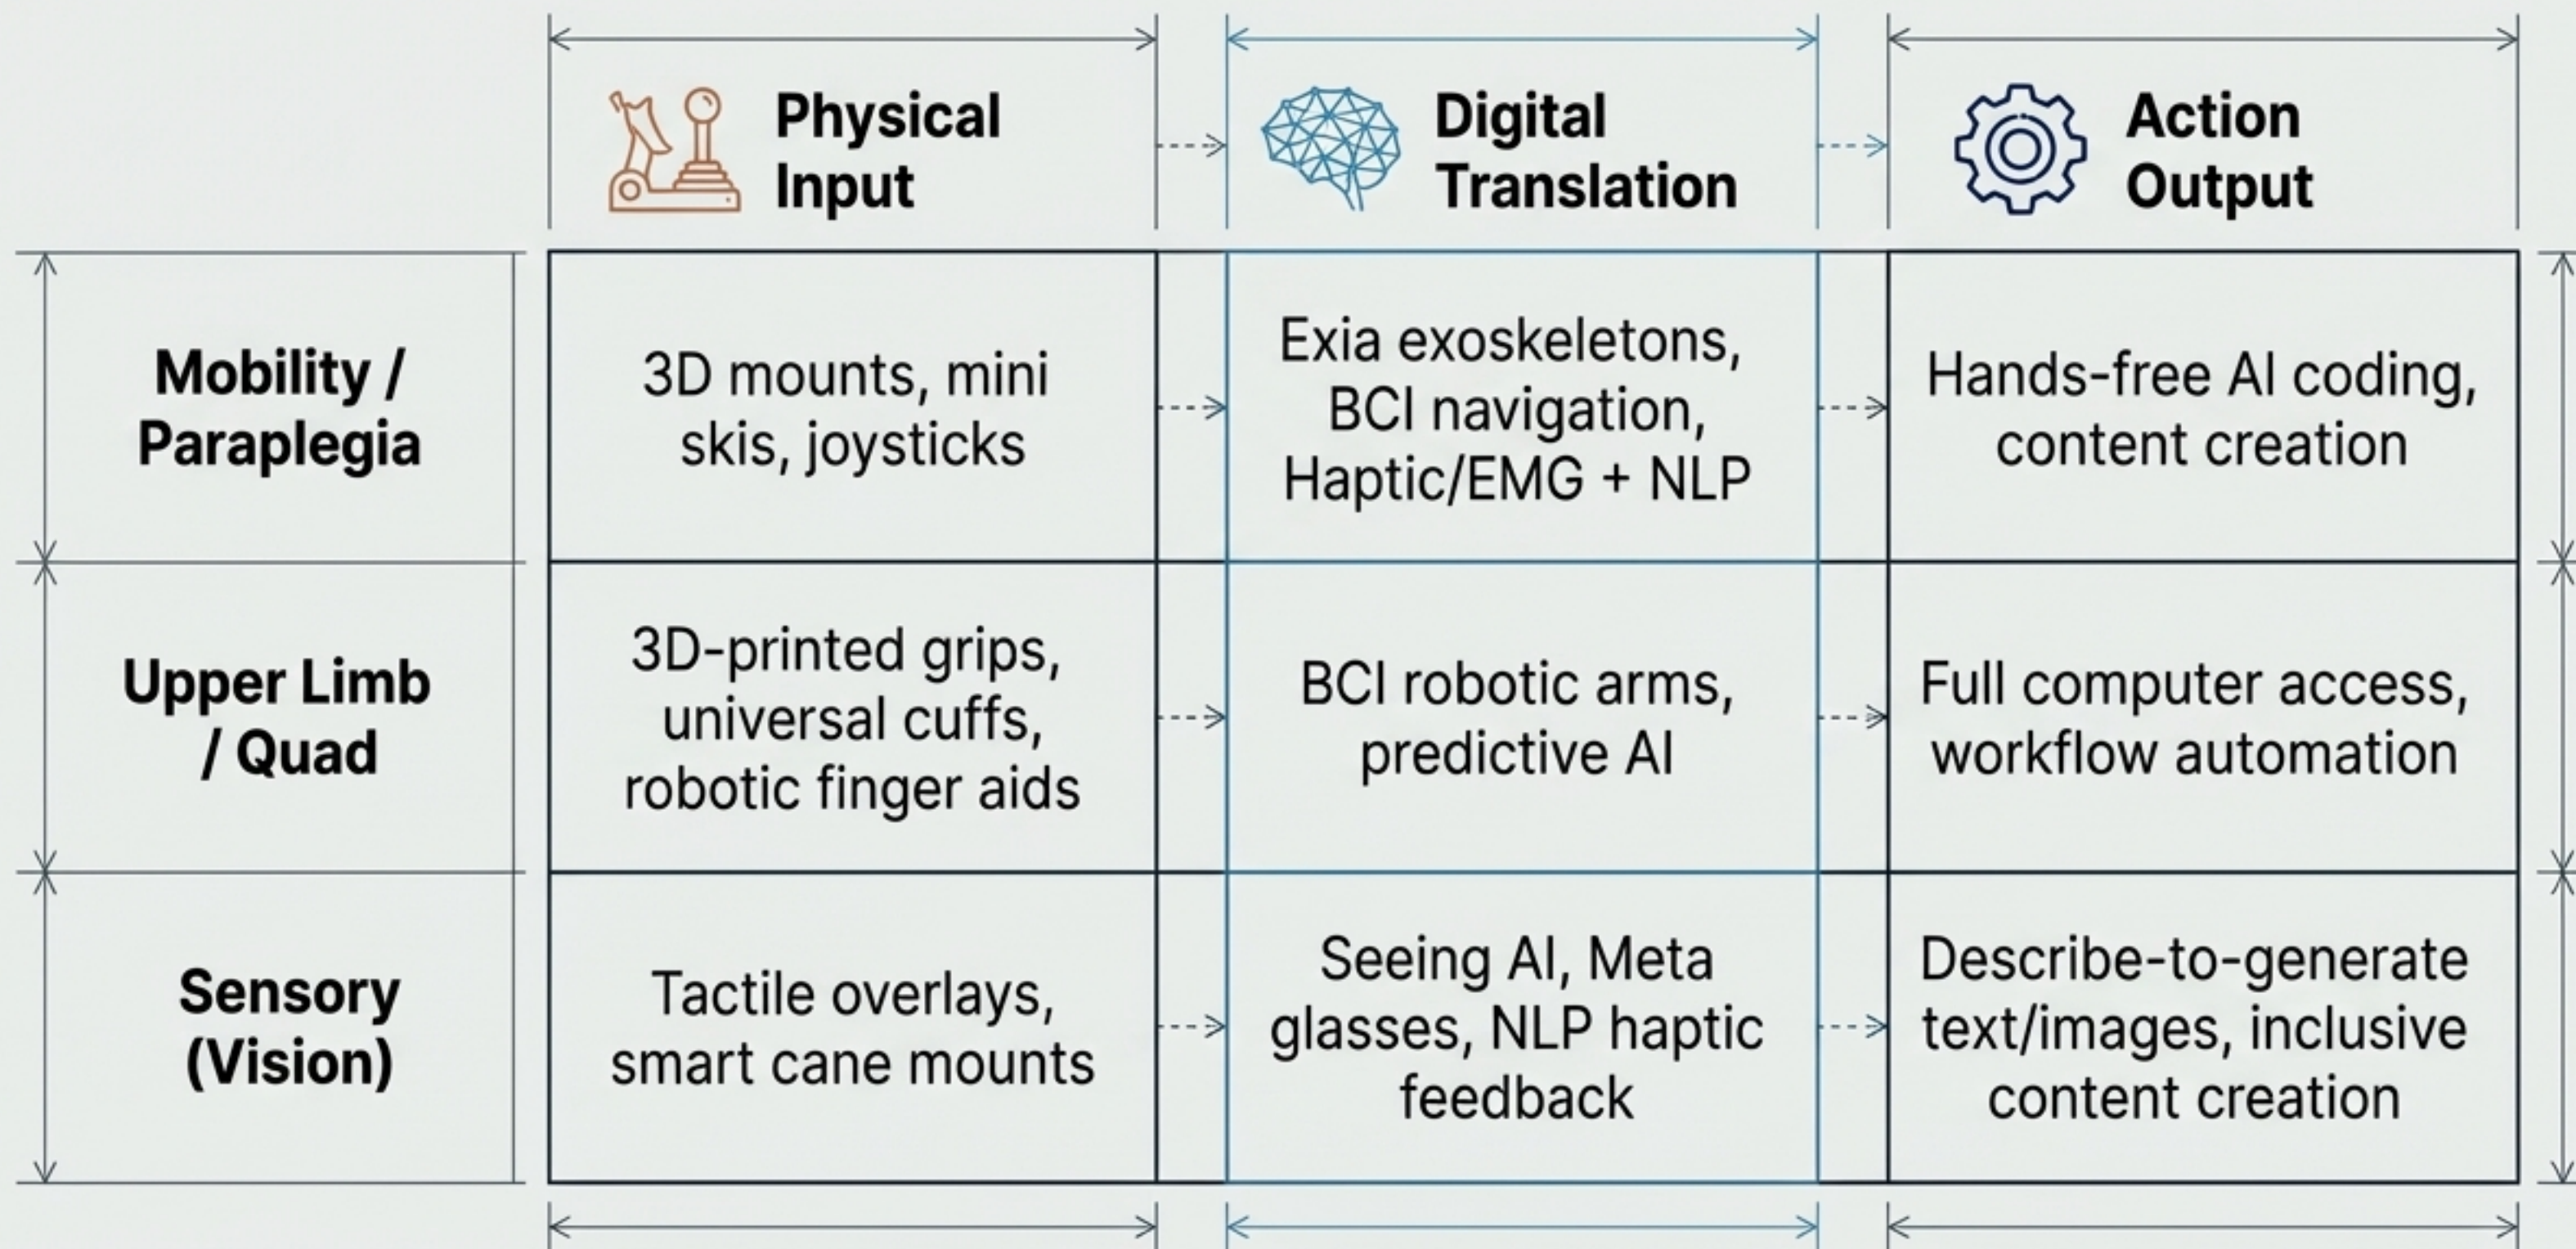 Physical
Input
Digital
Translation
Action
Output
Mobility /
Paraplegia
3D mounts, mini
skis, joysticks
Exia exoskeletons,
BCI navigation,
Haptic/EMG + NLP
Hands-free AI coding,
content creation
Upper Limb
/ Quad
3D-printed grips,
universal cuffs,
robotic finger aids
BCI robotic arms,
predictive AI
Full computer access,
workflow automation
Sensory
(Vision)
Tactile overlays,
smart cane mounts
Seeing AI, Meta
glasses, NLP haptic
feedback
Describe-to-generate
text/images, inclusive
content creation